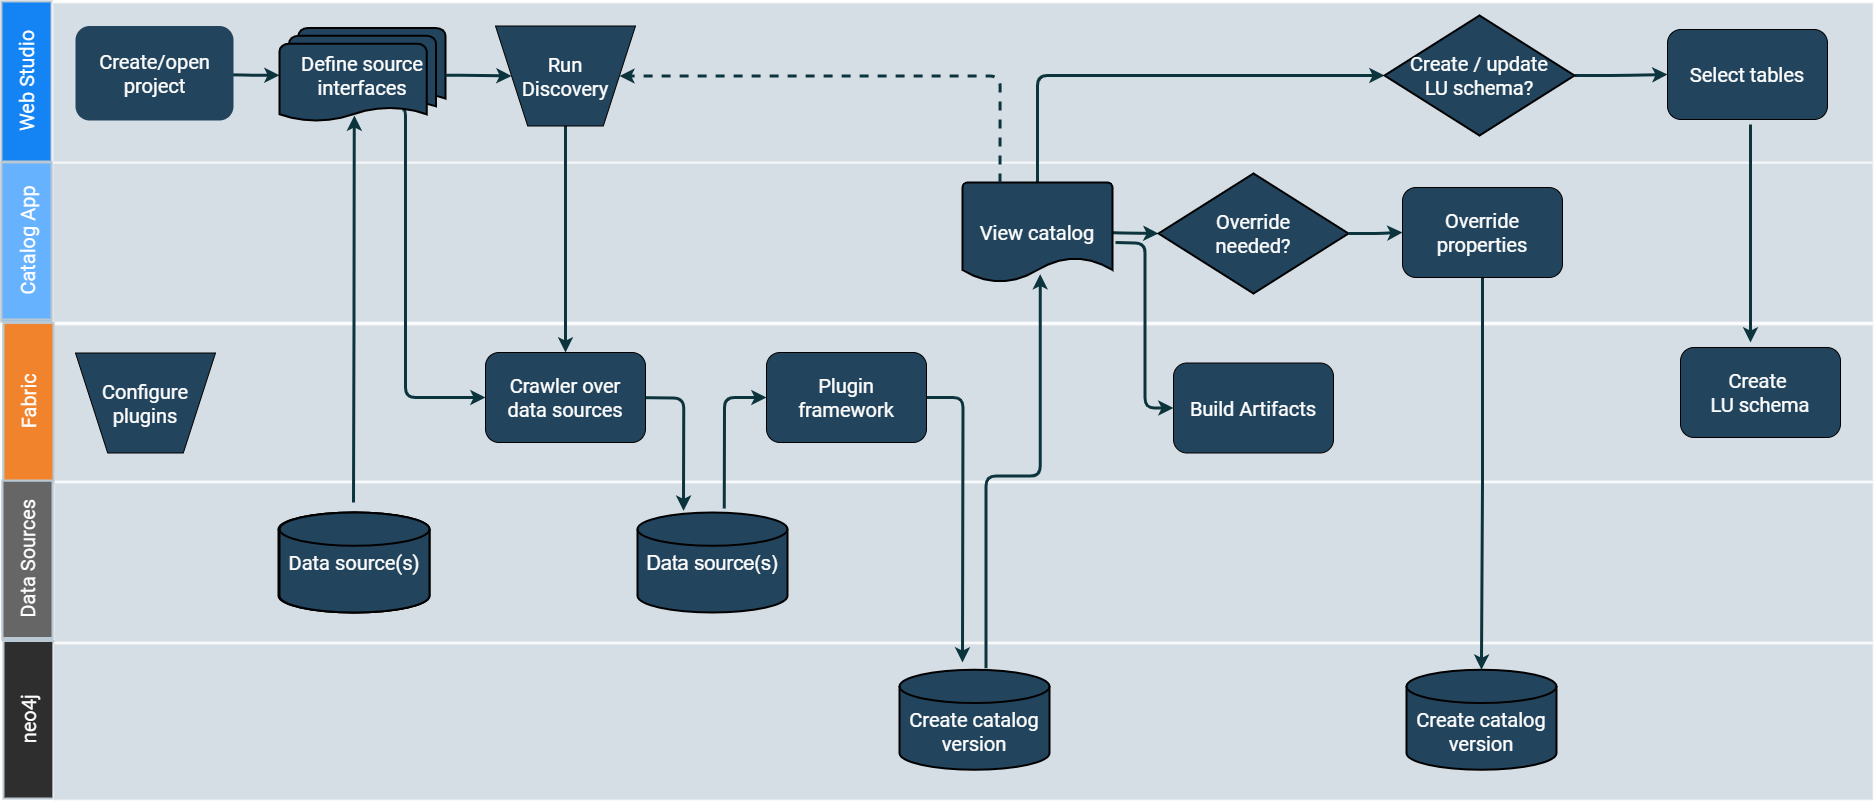 Web Studio
Create/open
project
Define source
interfaces
Run
Discovery
Create / update
LU schema?
Select tables
Catalog App
View catalog
Override
needed?
Override
properties
Fabric
Configure
plugins
Crawler over
data sources
Plugin
framework
Build Artifacts
Create
LU schema
Data Sources
Data source(s)
Data source(s)
neo4j
Create catalog
version
Create catalog
version